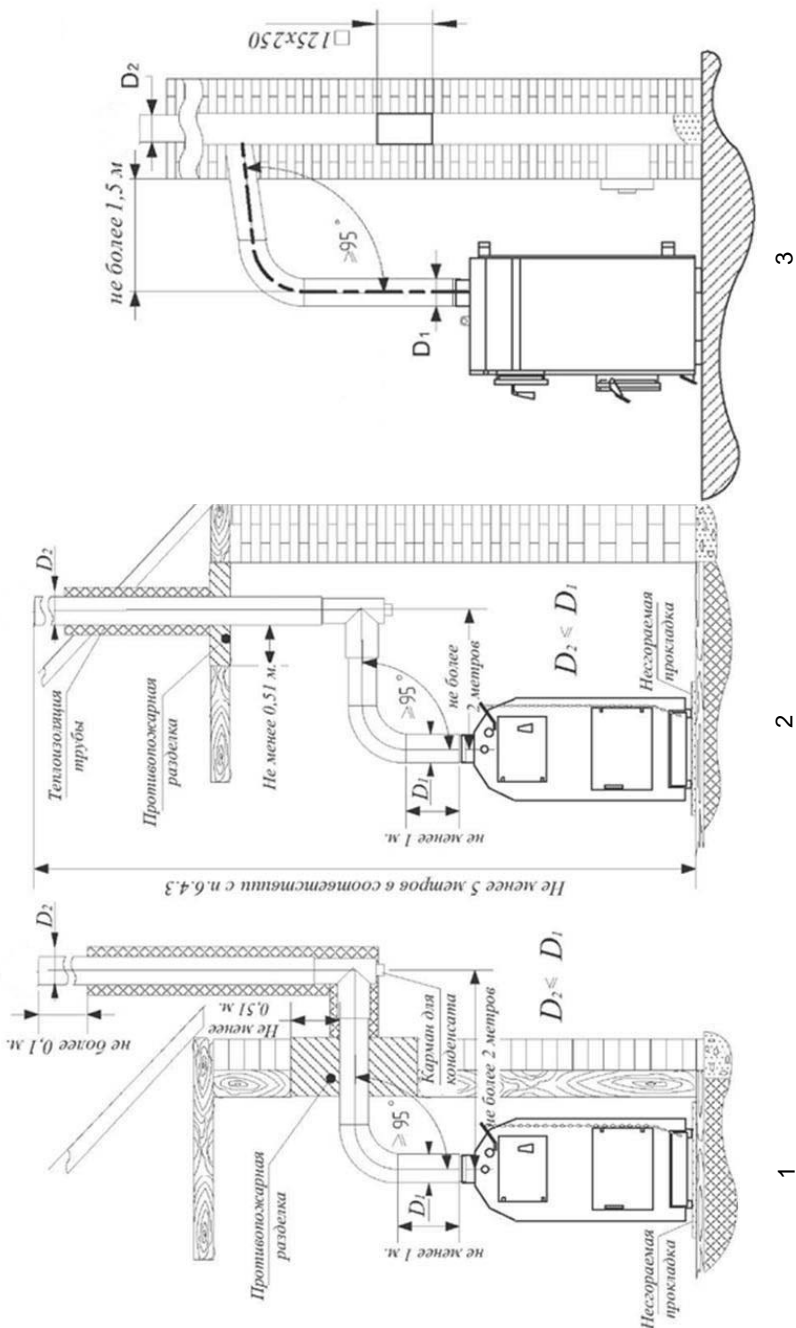 D2
□125x250
не более 1,5 м
≥95°
D1
3
D2
Теплоизоляция
трубы
Противопожарная
разделка
Не менее 0,51 м.
≥95°
не более
2 метров
D1
не менее 1 м.
D2 ≤ D1
Несгораемая
прокладка
Не менее 5 метров в соответствии с п.6.4.3
2
D2
не более 0,1 м.
Не менее
0,51 м.
Противопожарная
разделка
≥95°
Карман для
конденсата
не более 2 метров
D1
не менее 1 м.
D2 ≤ D1
Несгораемая
прокладка
1